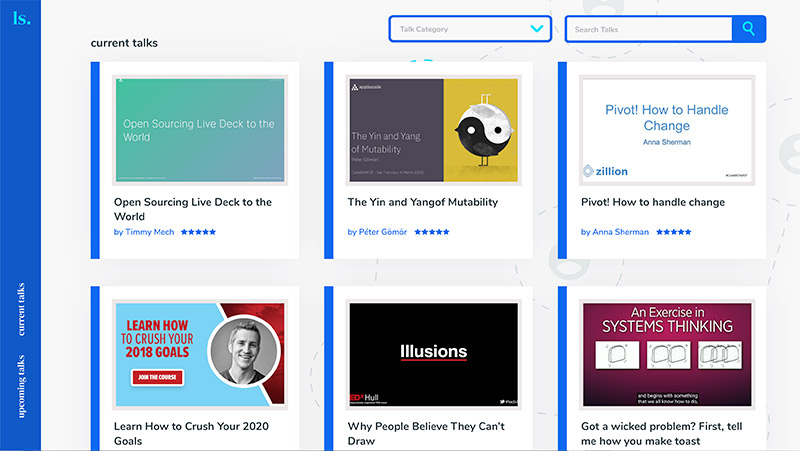 ls.
Talk Category
Search Talks
current talks
Open Sourcing Live Deck to the
World
Open Sourcing Live Deck to the
World
by Timmy Mech
The Yin and Yang
of Mutability
Péter Gömöri
The Yin and Yangof Mutability
by Péter Gömör
Pivot! How to Handle
Change
Anna Sherman
zillion
Pivot! How to handle change
by Anna Sherman
current talks
upcoming talks
LEARN HOW
TO CRUSH YOUR
2018 GOALS
JOIN THE COURSE
Learn How to Crush Your 2020
Goals
Illusions
Hull
Why People Believe They Can't
Draw
An Exercise in
SYSTEMS THINKING
and begins with something
that we all know how to do,
Got a wicked problem? First, tell
me how you make toast